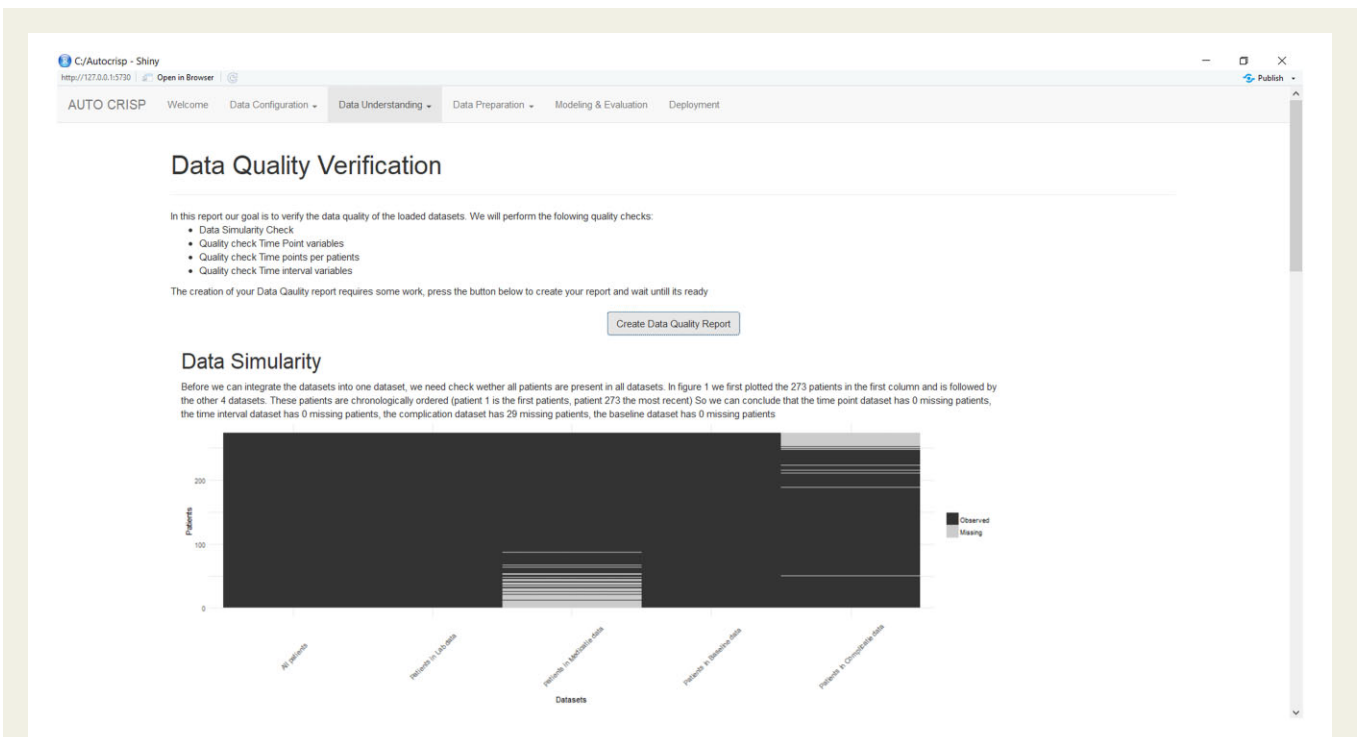 C:/Autocrisp - Shiny
http://127.0.0.1:5730 Open in Browser Publish
AUTO CRISP Welcome Data Configuration Data Understanding Data Preparation Modeling & Evaluation Deployment
Data Quality Verification
In this report our goal is to verify the data quality of the loaded datasets. We will perform the folowing quality checks:
Data Simularity Check
Quality check Time Point variables
Quality check Time points per patients
Quality check Time interval variables
The creation of your Data Qaulity report requires some work, press the button below to create your report and wait untill its ready
Create Data Quality Report
Data Simularity
Before we can integrate the datasets into one dataset, we need check wether all patients are present in all datasets. In figure 1 we first plotted the 273 patients in the first column and is followed by
the other 4 datasets. These patients are chronologically ordered (patient 1 is the first patients, patient 273 the most recent) So we can conclude that the time point dataset has 0 missing patients,
the time interval dataset has 0 missing patients, the complication dataset has 29 missing patients, the baseline dataset has 0 missing patients
200
100
0
Patients
Observed
Missing
All patients
Patients in Lab data
patients in Medicatie data
Patients in Baseline data
Patients in Ohmplikatie data
Datasets